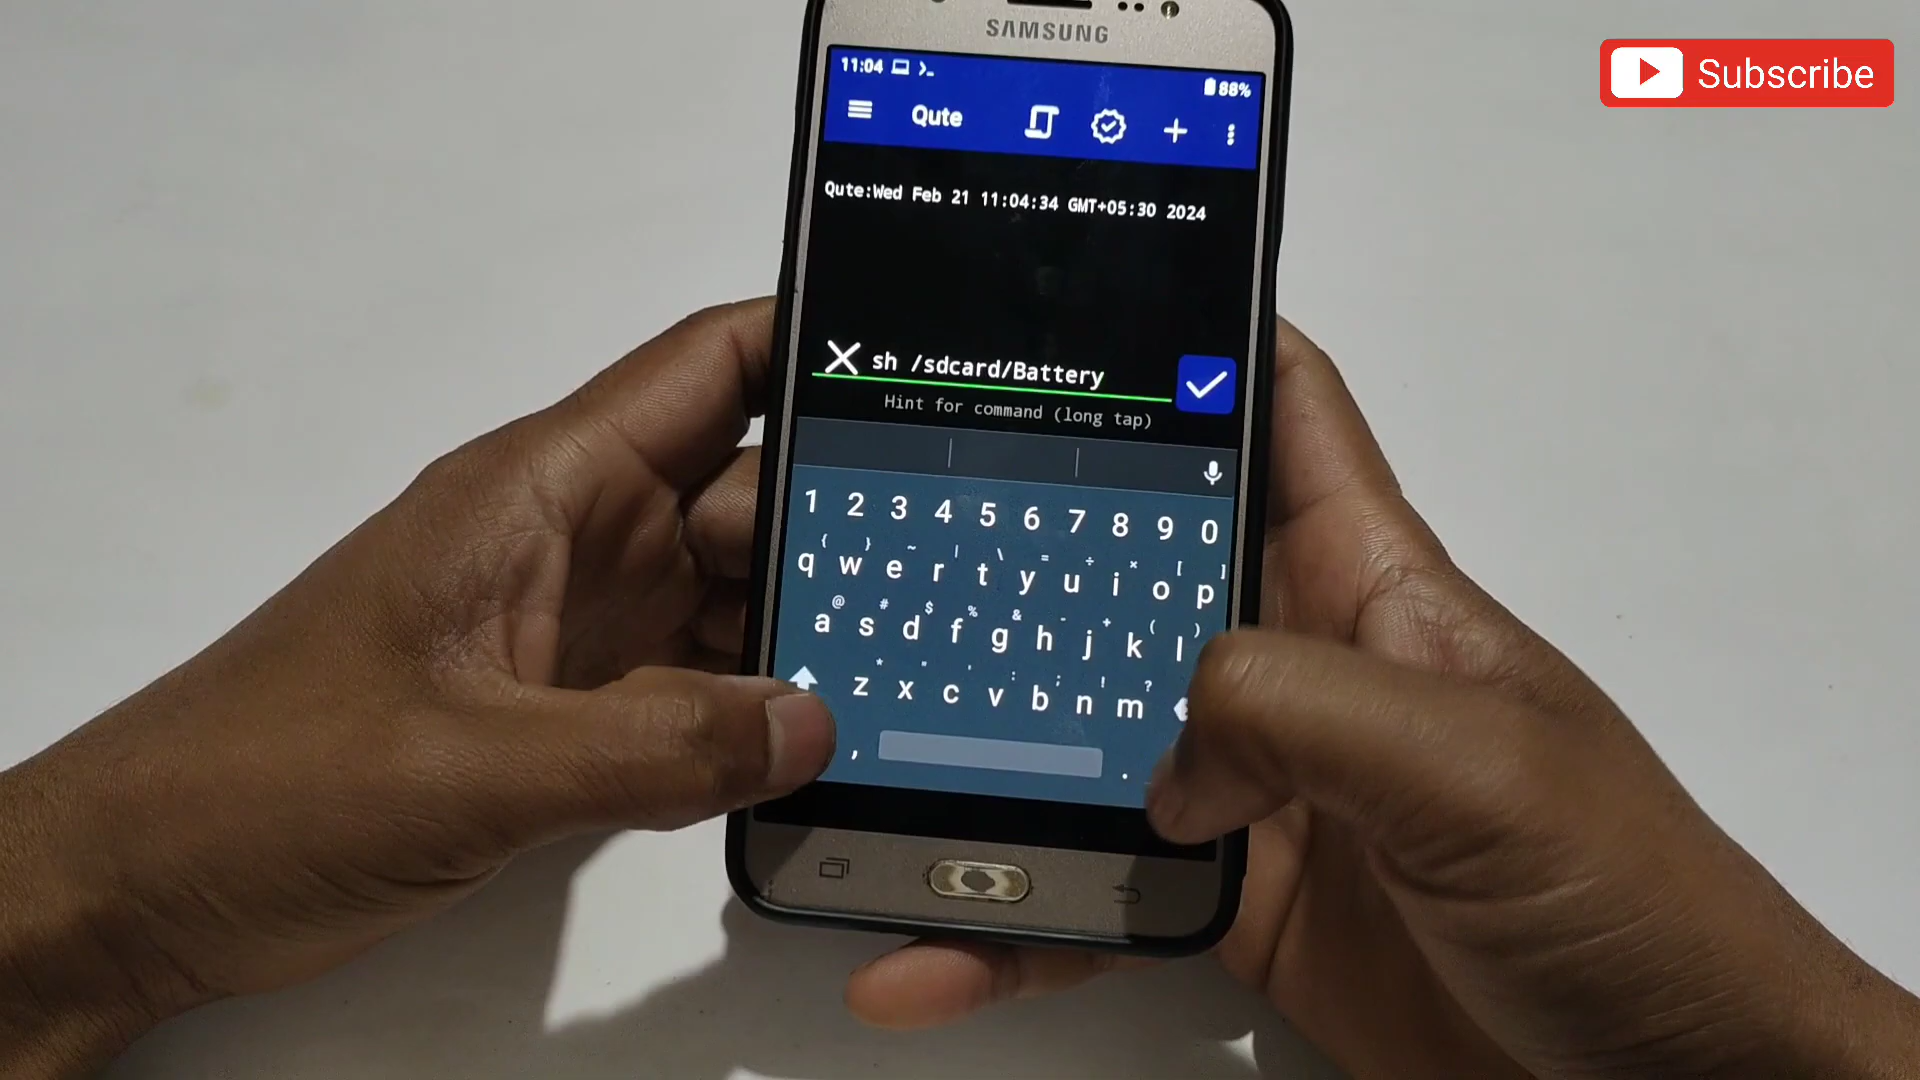 SAMSUNG
Subscribe
11:04
88%
Qute
Qute:Wed Feb 21 11:04:34 GMT+05:30 2024
sh /sdcard/Battery
Hint for command (long tap)
1 2 3 4 5 6 7 8 9 0
{ } ~ | \ = ÷ × [ ]
q w e r t y u i o p
@ # $ % & - + ( )
a s d f g h j k l
* " ' : ; ! ?
z x c v b n m
, .